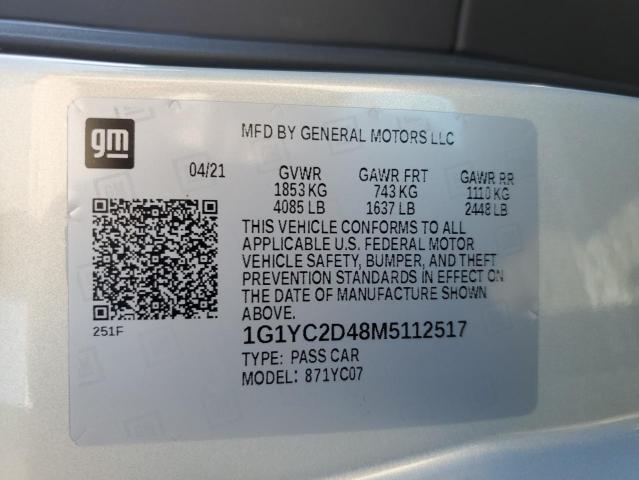 gm
MFD BY GENERAL MOTORS LLC
04/21 GVWR GAWR FRT GAWR RR
1853 KG 743 KG 1110 KG
4085 LB 1637 LB 2448 LB
THIS VEHICLE CONFORMS TO ALL
APPLICABLE U.S. FEDERAL MOTOR
VEHICLE SAFETY, BUMPER, AND THEFT
PREVENTION STANDARDS IN EFFECT ON
THE DATE OF MANUFACTURE SHOWN
ABOVE.
251F
1G1YC2D48M5112517
TYPE: PASS CAR
MODEL: 871YC07